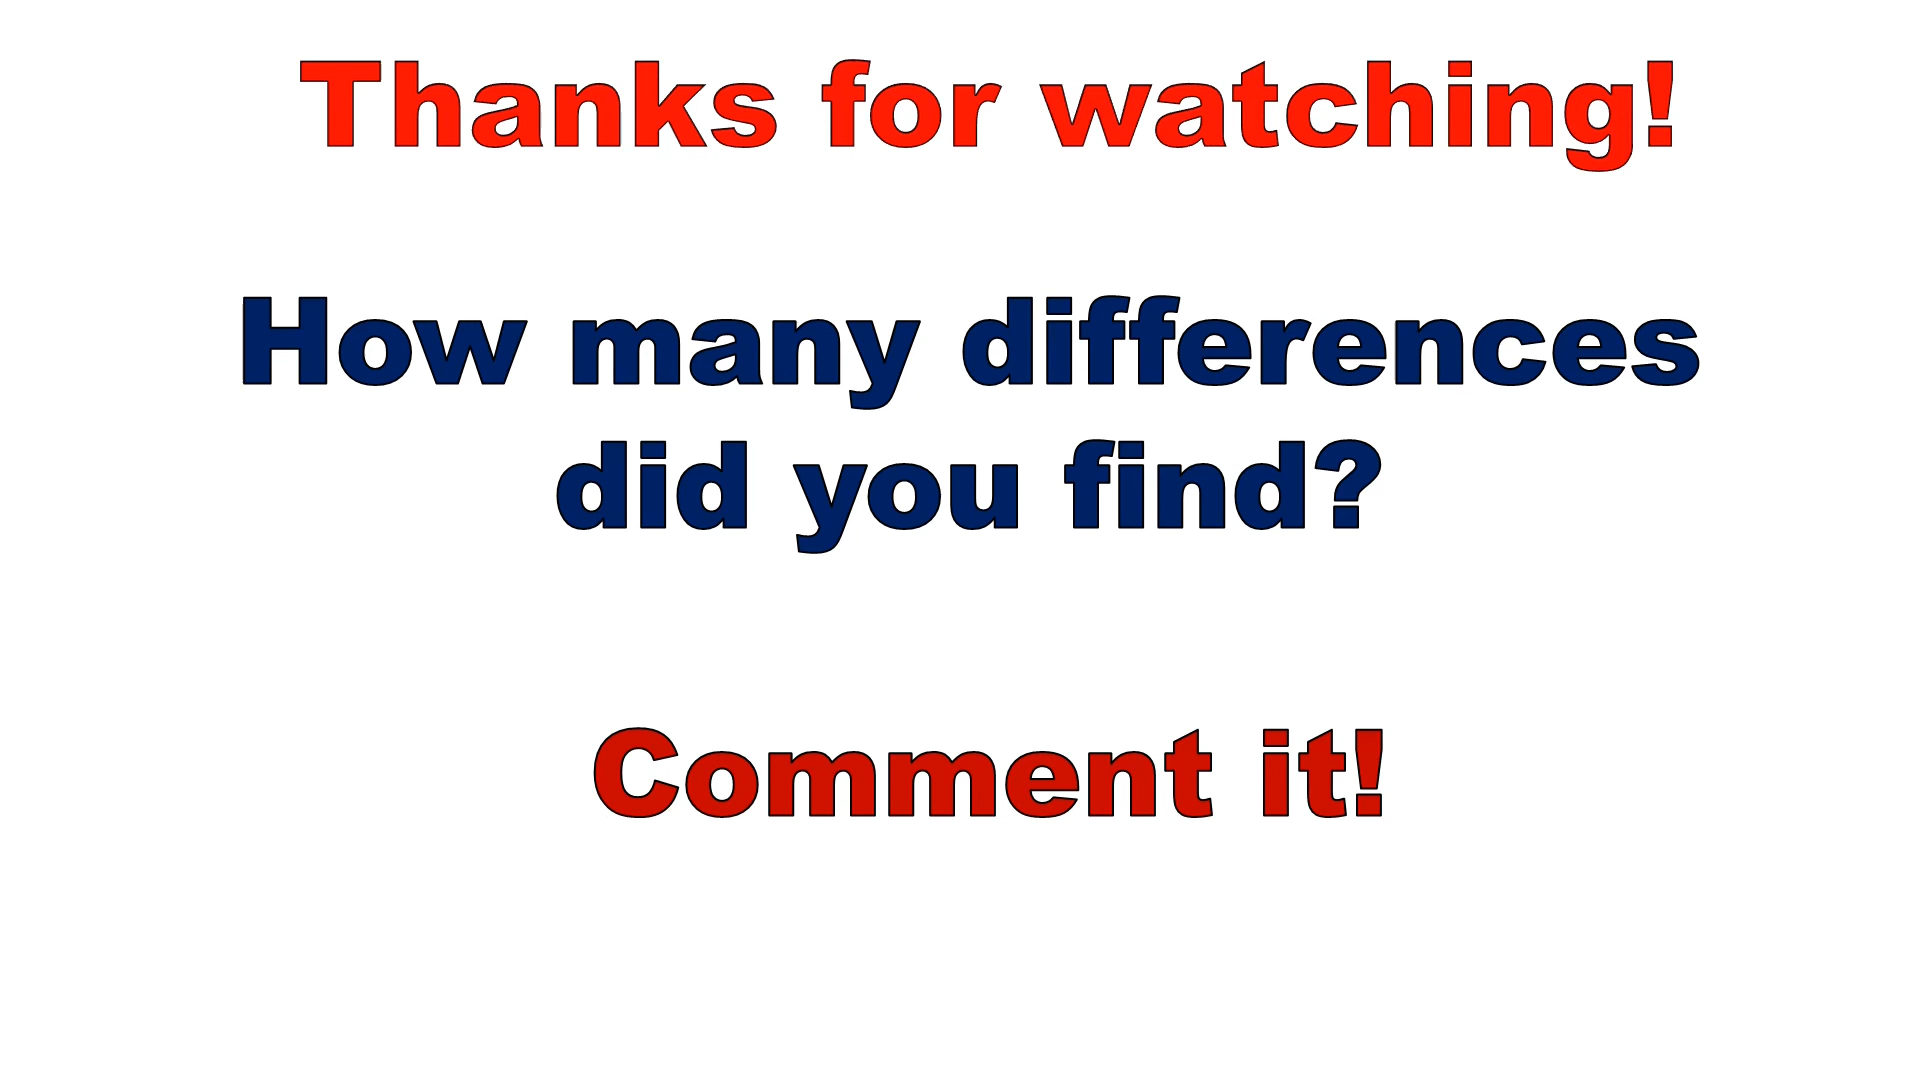 Thanks for watching!
How many differences
did you find?
Comment it!